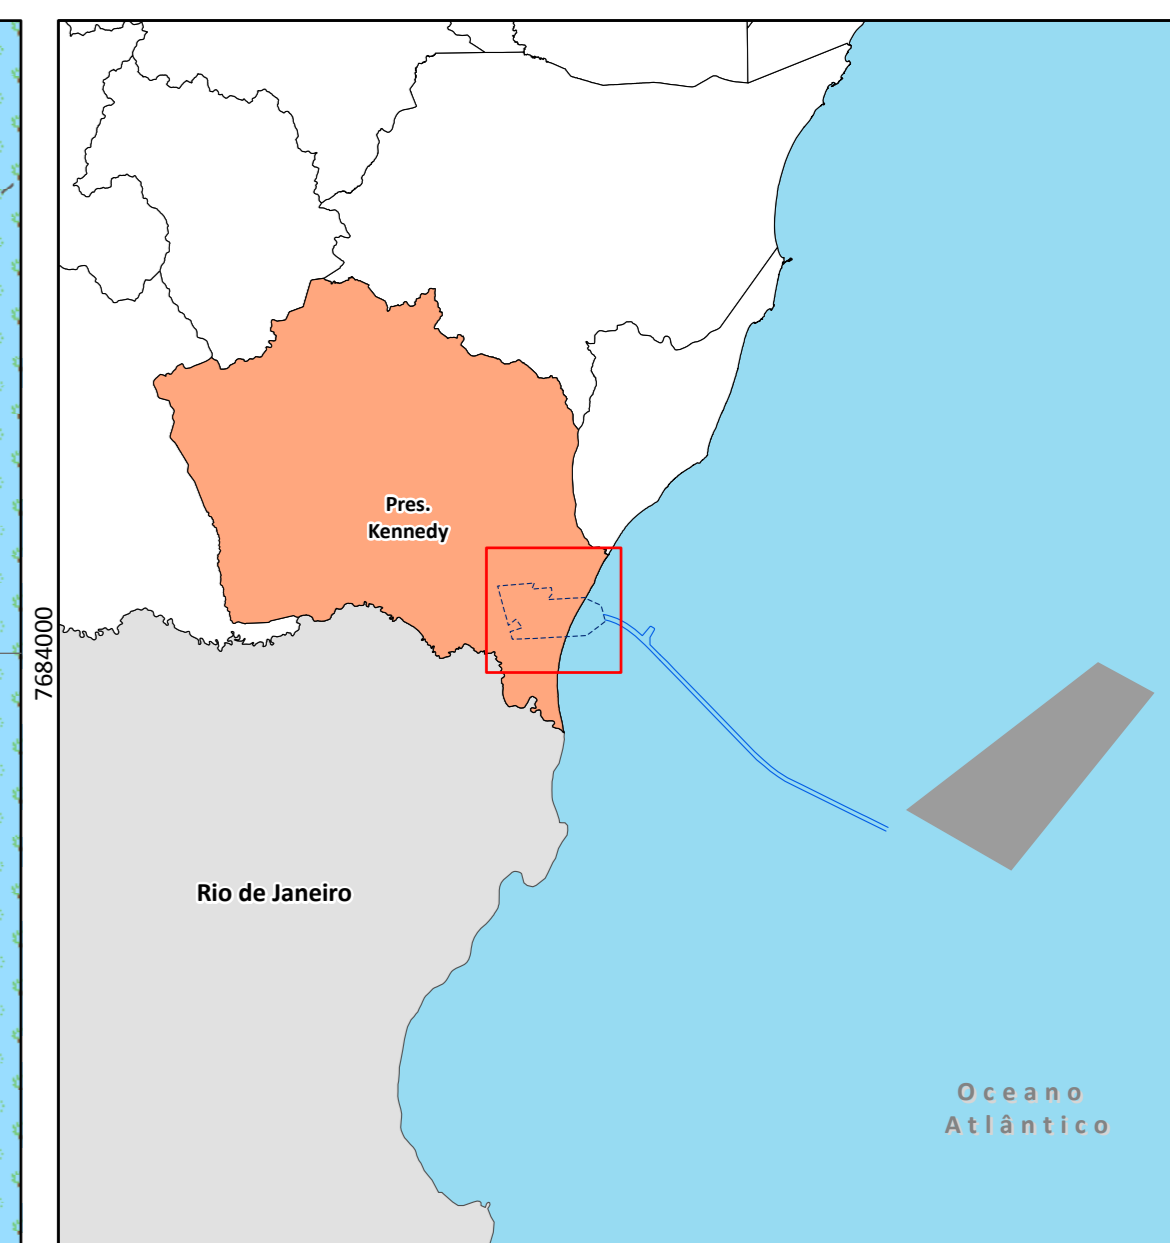 Pres.
Kennedy
7684000
Rio de Janeiro
Oceano
Atlântico